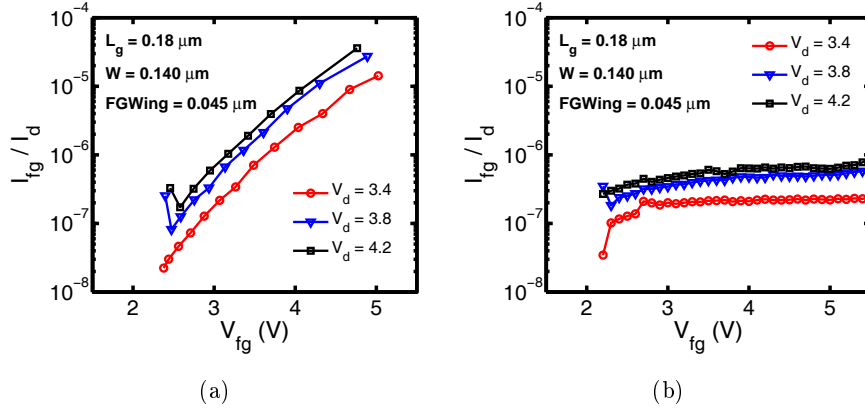 10^-4
10^-5
10^-6
10^-7
10^-8
I_fg / I_d
L_g = 0.18 μm
W = 0.140 μm
FGWing = 0.045 μm
V_d = 3.4
V_d = 3.8
V_d = 4.2
2 3 4 5
V_fg (V)
(a)
10^-4
10^-5
10^-6
10^-7
10^-8
I_fg / I_d
L_g = 0.18 μm
W = 0.140 μm
FGWing = 0.045 μm
V_d = 3.4
V_d = 3.8
V_d = 4.2
2 3 4 5
V_fg (V)
(b)